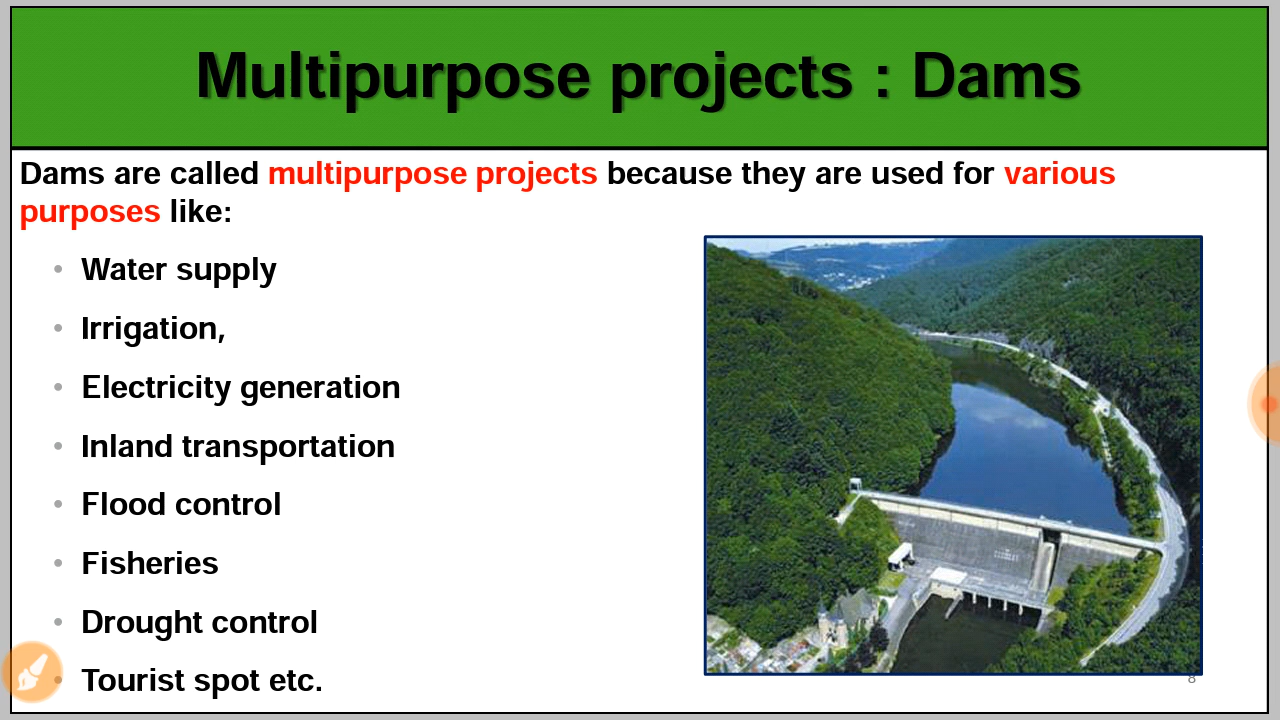 Multipurpose projects : Dams
Dams are called multipurpose projects because they are used for various
purposes like:
• Water supply
• Irrigation,
• Electricity generation
• Inland transportation
• Flood control
• Fisheries
• Drought control
• Tourist spot etc.
8